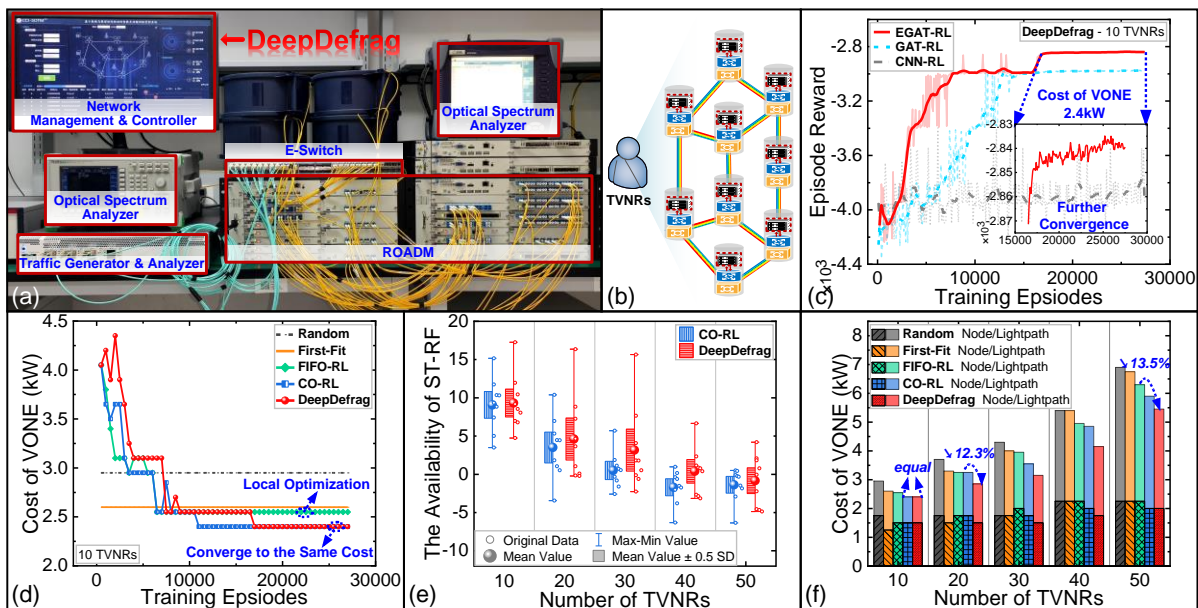 DeepDefrag
Network
Management & Controller
Optical Spectrum
Analyzer
E-Switch
Optical Spectrum
Analyzer
Traffic Generator & Analyzer
ROADM
(a)
TVNRs
(b)
EGAT-RL
GAT-RL
CNN-RL
DeepDefrag - 10 TVNRs
Cost of VONE
2.4kW
Further
Convergence
-2.83
-2.84
-2.85
-2.86
-2.87
×10³
15000
20000
25000
30000
-2.8
-3.2
-3.6
-4.0
-4.4
×10³
Episode Reward
0
10000
20000
30000
Training Epsiodes
(c)
4.5
4.0
3.5
3.0
2.5
2.0
Cost of VONE (kW)
Random
First-Fit
FIFO-RL
CO-RL
DeepDefrag
Local Optimization
Converge to the Same Cost
10 TVNRs
0
10000
20000
30000
Training Epsiodes
(d)
20
15
10
5
0
-5
-10
The Availability of ST-RF
CO-RL
DeepDefrag
Original Data
Max-Min Value
Mean Value
Mean Value ± 0.5 SD
10
20
30
40
50
Number of TVNRs
(e)
9
8
7
6
5
4
3
2
1
0
Cost of VONE (kW)
Random Node/Lightpath
First-Fit Node/Lightpath
FIFO-RL Node/Lightpath
CO-RL Node/Lightpath
DeepDefrag Node/Lightpath
equal
↘ 12.3%
↘ 13.5%
10
20
30
40
50
Number of TVNRs
(f)